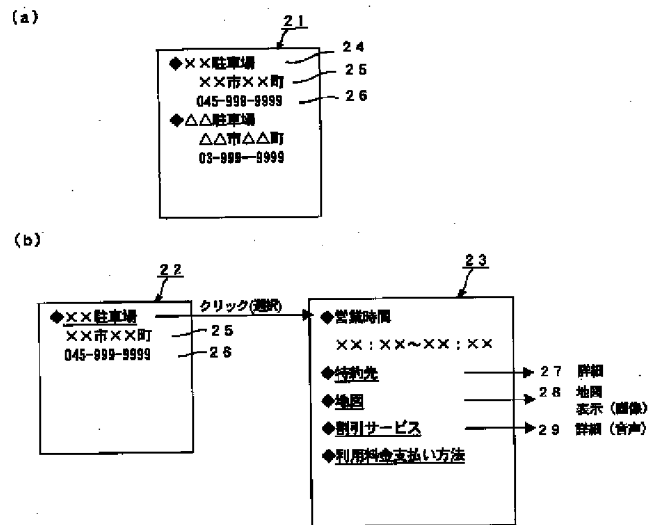 (a)
21
◆××駐車場 24
××市××町 25
045-999-9999 26
◆△△駐車場
△△市△△町
03-999--9999
(b)
22
◆××駐車場
××市××町 25
045-999-9999 26
クリック(選択)
23
◆営業時間
××:××~××:××
◆特約先 27 詳細
◆地図 28 地図
表示(画像)
◆割引サービス 29 詳細(音声)
◆利用料金支払い方法